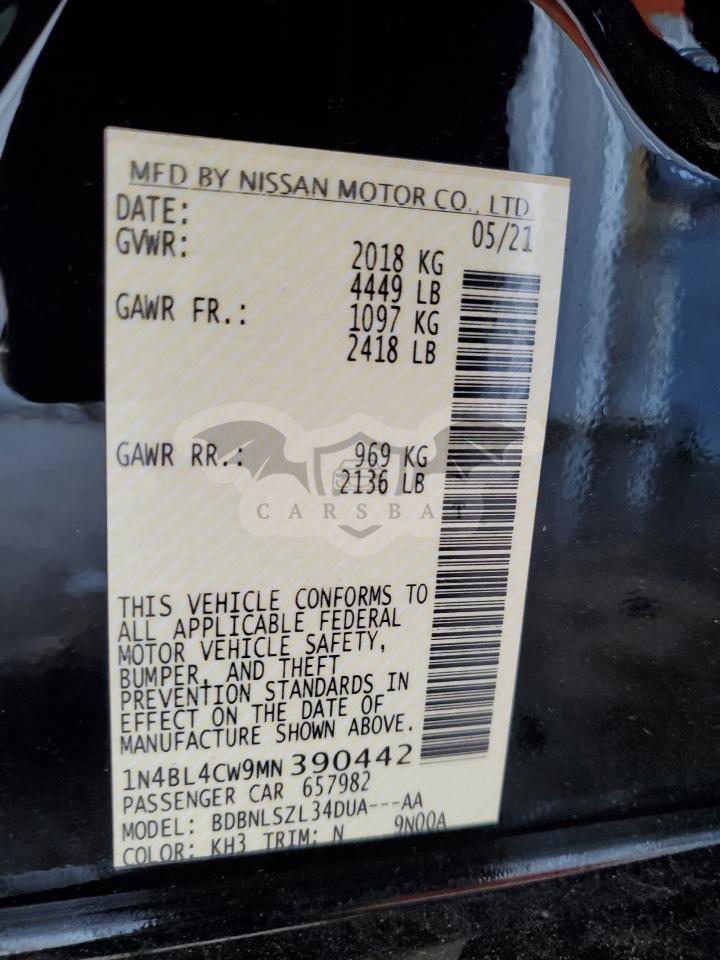 MFD BY NISSAN MOTOR CO., LTD
DATE: 05/21
GVWR: 2018 KG
4449 LB
GAWR FR.: 1097 KG
2418 LB
GAWR RR.: 969 KG
2136 LB
CARSBAT
THIS VEHICLE CONFORMS TO
ALL APPLICABLE FEDERAL
MOTOR VEHICLE SAFETY,
BUMPER, AND THEFT
PREVENTION STANDARDS IN
EFFECT ON THE DATE OF
MANUFACTURE SHOWN ABOVE.
1N4BL4CW9MN 390442
PASSENGER CAR 657982
MODEL: BDBNLSZL34DUA---AA
COLOR: KH3 TRIM: N 9N00A